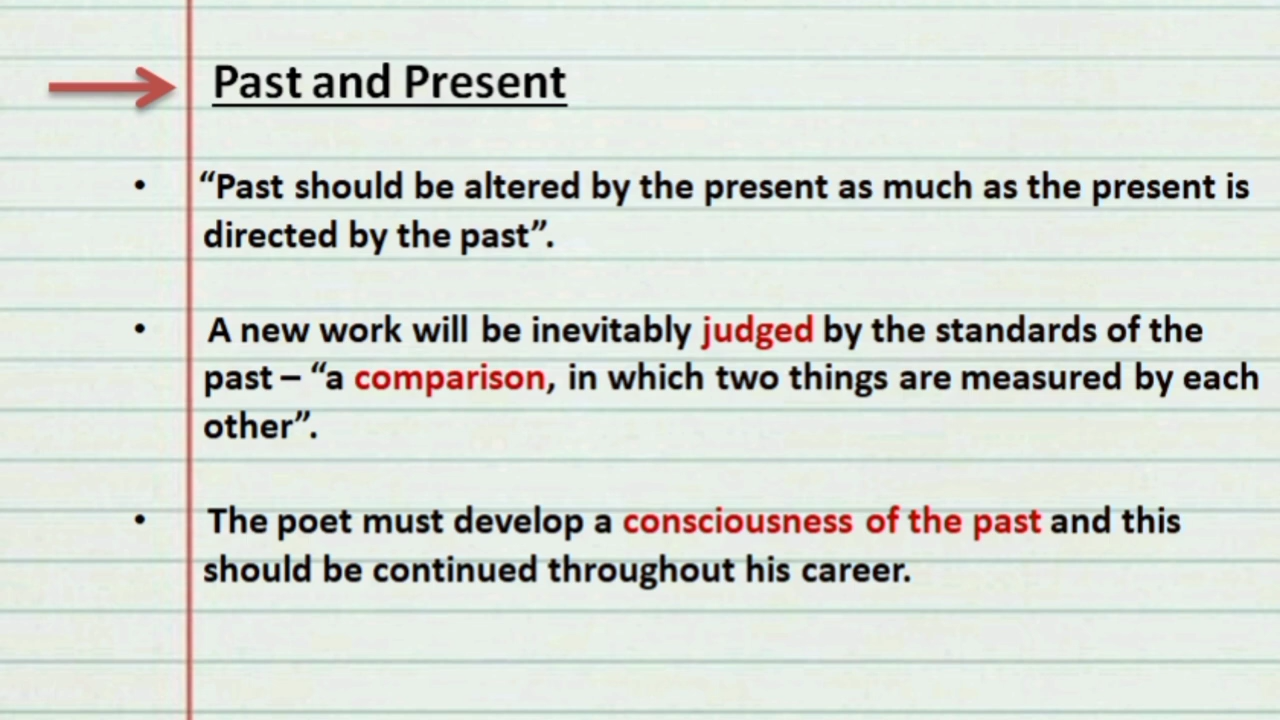 Past and Present
• “Past should be altered by the present as much as the present is
directed by the past”.
• A new work will be inevitably judged by the standards of the
past – “a comparison, in which two things are measured by each
other”.
• The poet must develop a consciousness of the past and this
should be continued throughout his career.